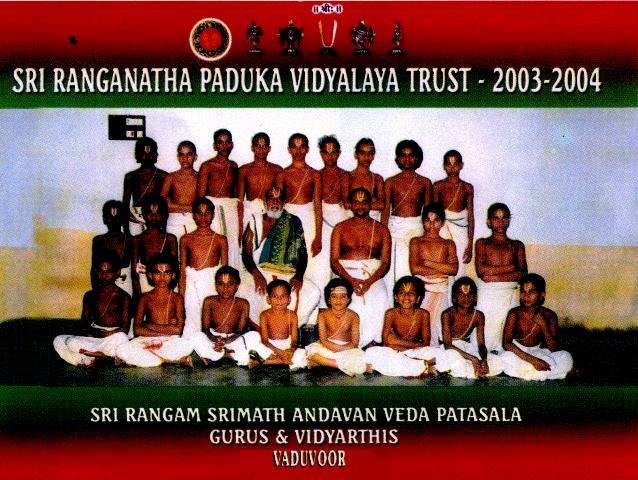 ॥ श्रीः ॥
SRI RANGANATHA PADUKA VIDYALAYA TRUST - 2003-2004
SRI RANGAM SRIMATH ANDAVAN VEDA PATASALA
GURUS & VIDYARTHIS
VADUVOOR